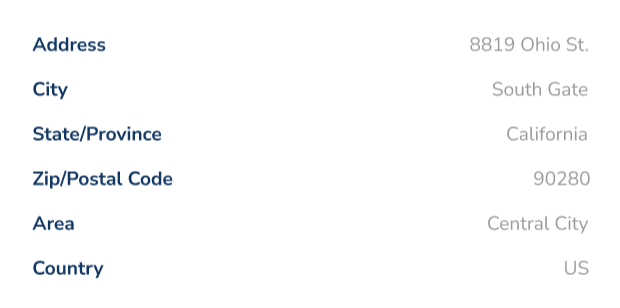 Address 8819 Ohio St.
City South Gate
State/Province California
Zip/Postal Code 90280
Area Central City
Country US